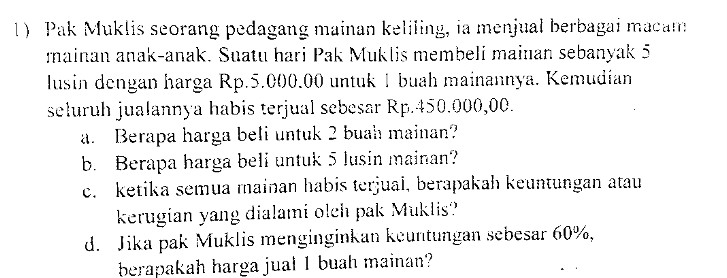 1) Pak Muklis seorang pedagang mainan keliling, ia menjual berbagai macam
mainan anak-anak. Suatu hari Pak Muklis membeli mainan sebanyak 5
lusin dengan harga Rp.5.000.00 untuk 1 buah mainannya. Kemudian
seluruh jualannya habis terjual sebesar Rp.450.000,00.
a. Berapa harga beli untuk 2 buah mainan?
b. Berapa harga beli untuk 5 lusin mainan?
c. ketika semua mainan habis terjual, berapakah keuntungan atau
kerugian yang dialami oleh pak Muklis?
d. Jika pak Muklis menginginkan keuntungan sebesar 60%,
berapakah harga jual 1 buah mainan?